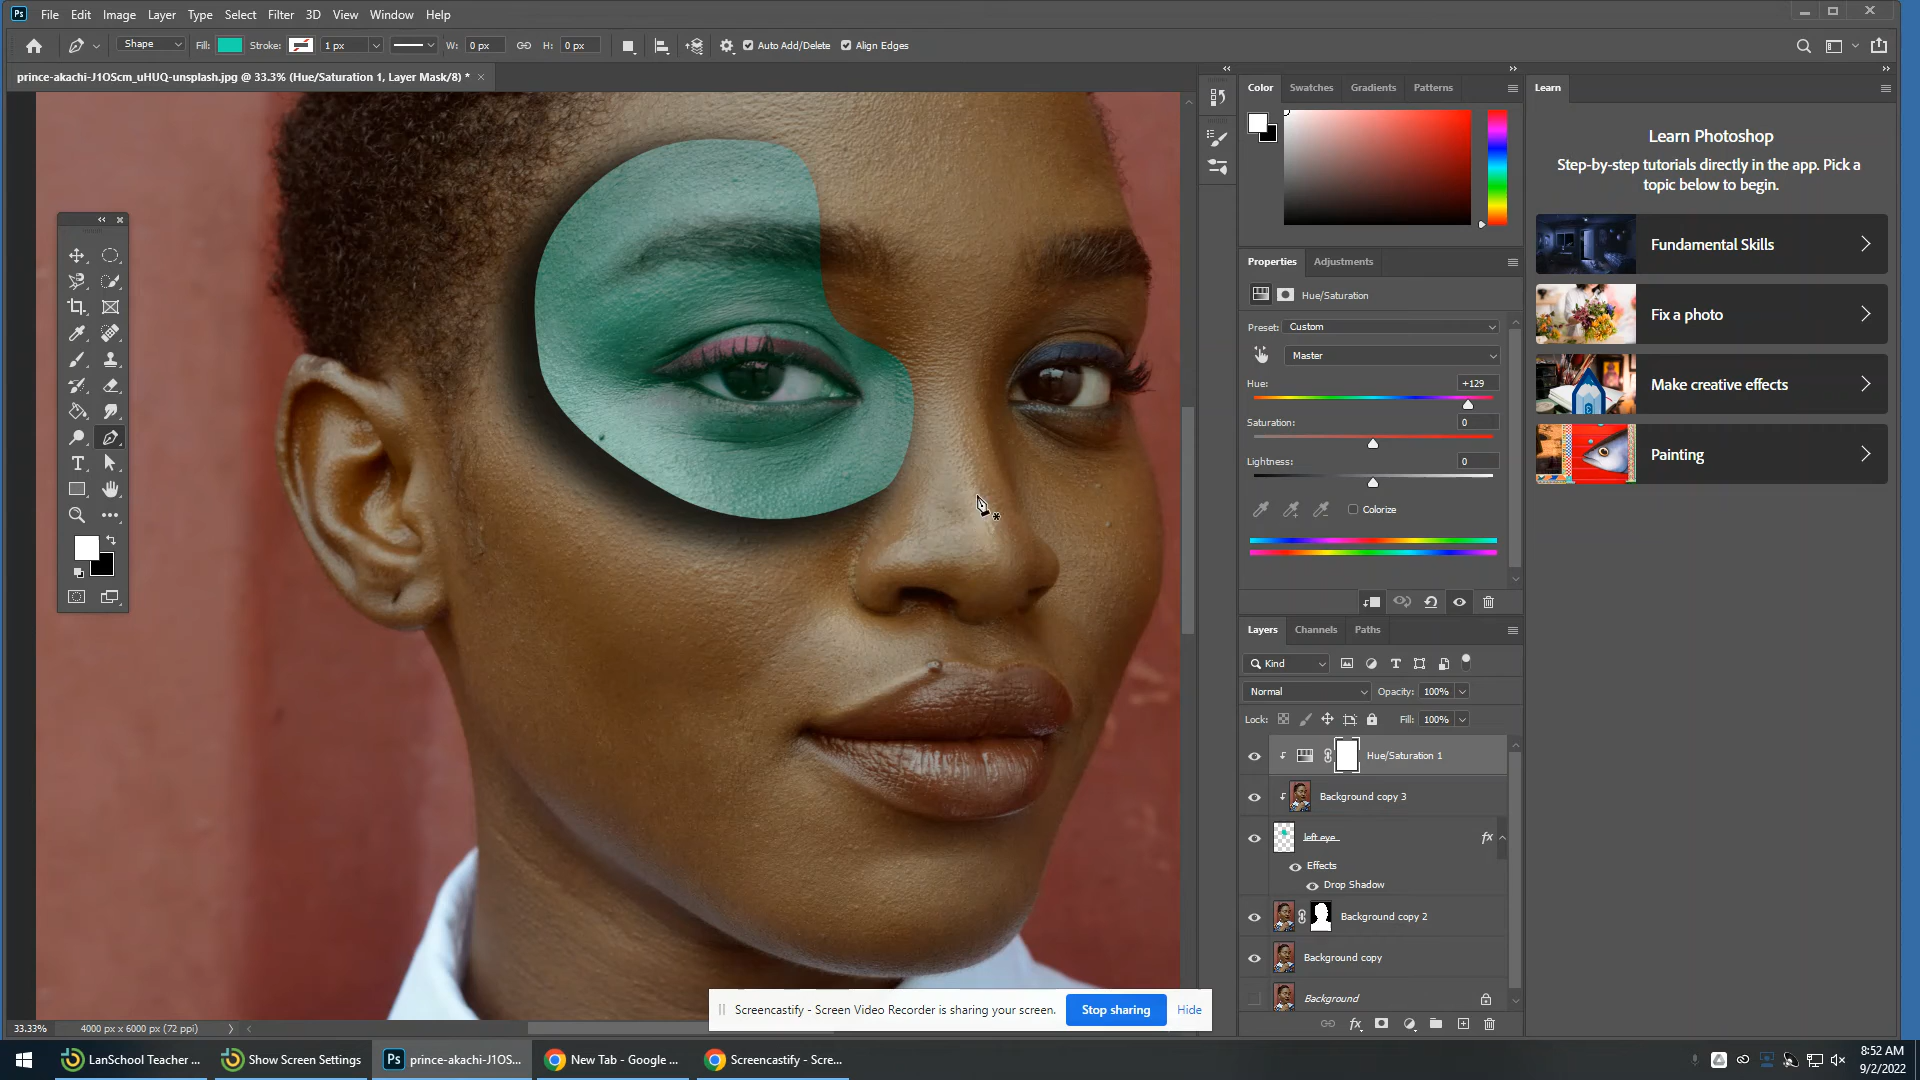 Ps File Edit Image Layer Type Select Filter 3D View Window Help
Shape Fill: Stroke: 1 px W: 0 px H: 0 px Auto Add/Delete Align Edges
prince-akachi-J1OScm_uHUQ-unsplash.jpg @ 33.3% (Hue/Saturation 1, Layer Mask/8) *
Color Swatches Gradients Patterns
Learn
Learn Photoshop
Step-by-step tutorials directly in the app. Pick a
topic below to begin.
Fundamental Skills
Fix a photo
Make creative effects
Painting
Properties Adjustments
Hue/Saturation
Preset: Custom
Master
Hue: +129
Saturation: 0
Lightness: 0
Colorize
Layers Channels Paths
Kind
Normal Opacity: 100%
Lock: Fill: 100%
Hue/Saturation 1
Background copy 3
left eye fx
Effects
Drop Shadow
Background copy 2
Background copy
Background
fx
Screencastify - Screen Video Recorder is sharing your screen. Stop sharing Hide
33.33% 4000 px x 6000 px (72 ppi)
LanSchool Teacher ... Show Screen Settings Ps prince-akachi-J1OS... New Tab - Google ... Screencastify - Scre...
8:52 AM
9/2/2022